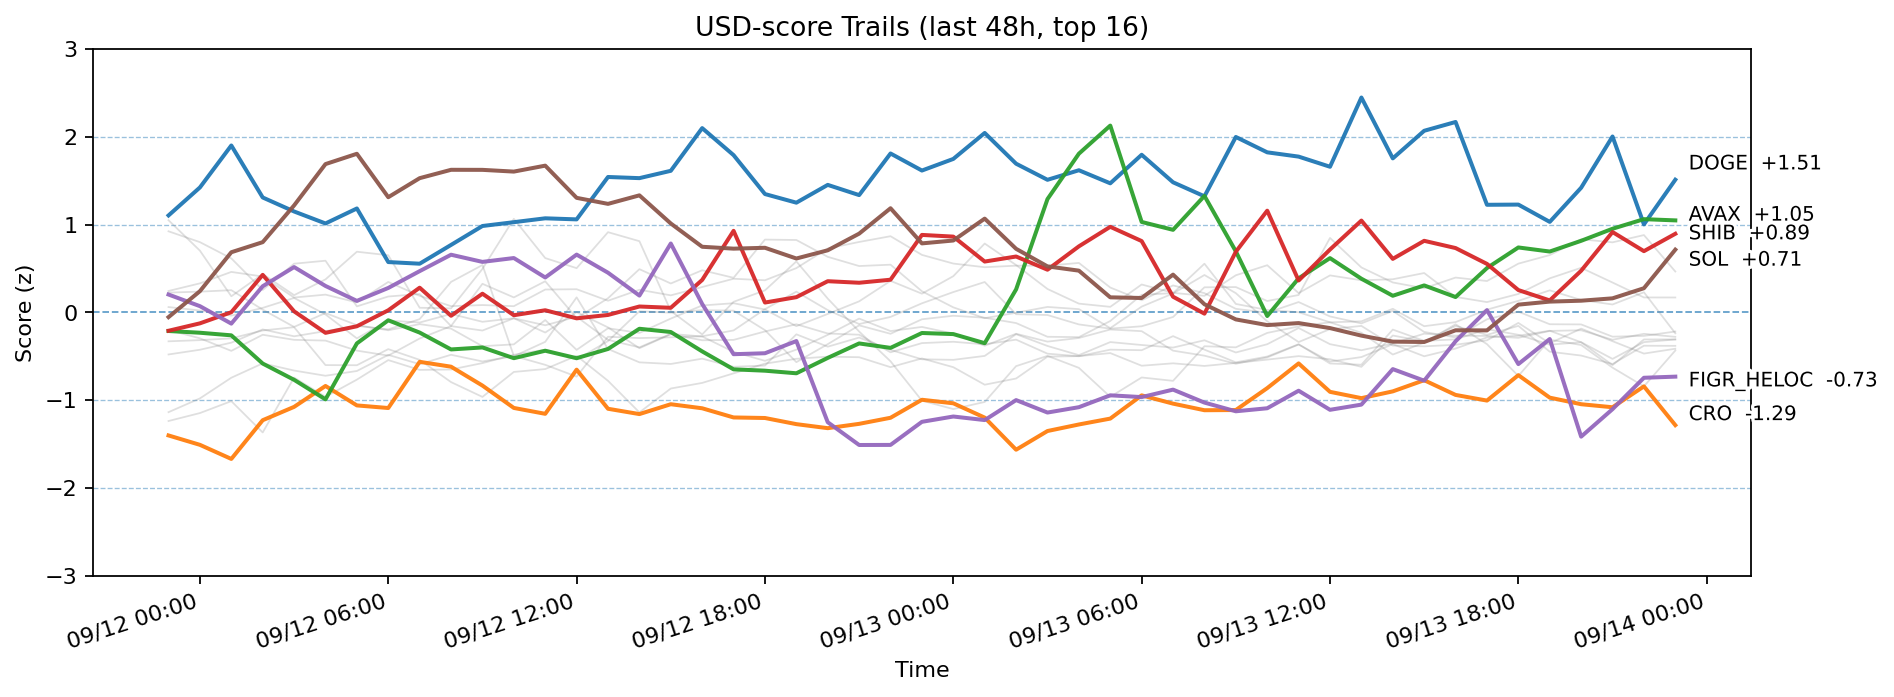 USD-score Trails (last 48h, top 16)
Score (z)
3
2
1
0
−1
−2
−3
DOGE +1.51
AVAX +1.05
SHIB +0.89
SOL +0.71
FIGR_HELOC -0.73
CRO -1.29
09/12 00:00
09/12 06:00
09/12 12:00
09/12 18:00
09/13 00:00
09/13 06:00
09/13 12:00
09/13 18:00
09/14 00:00
Time